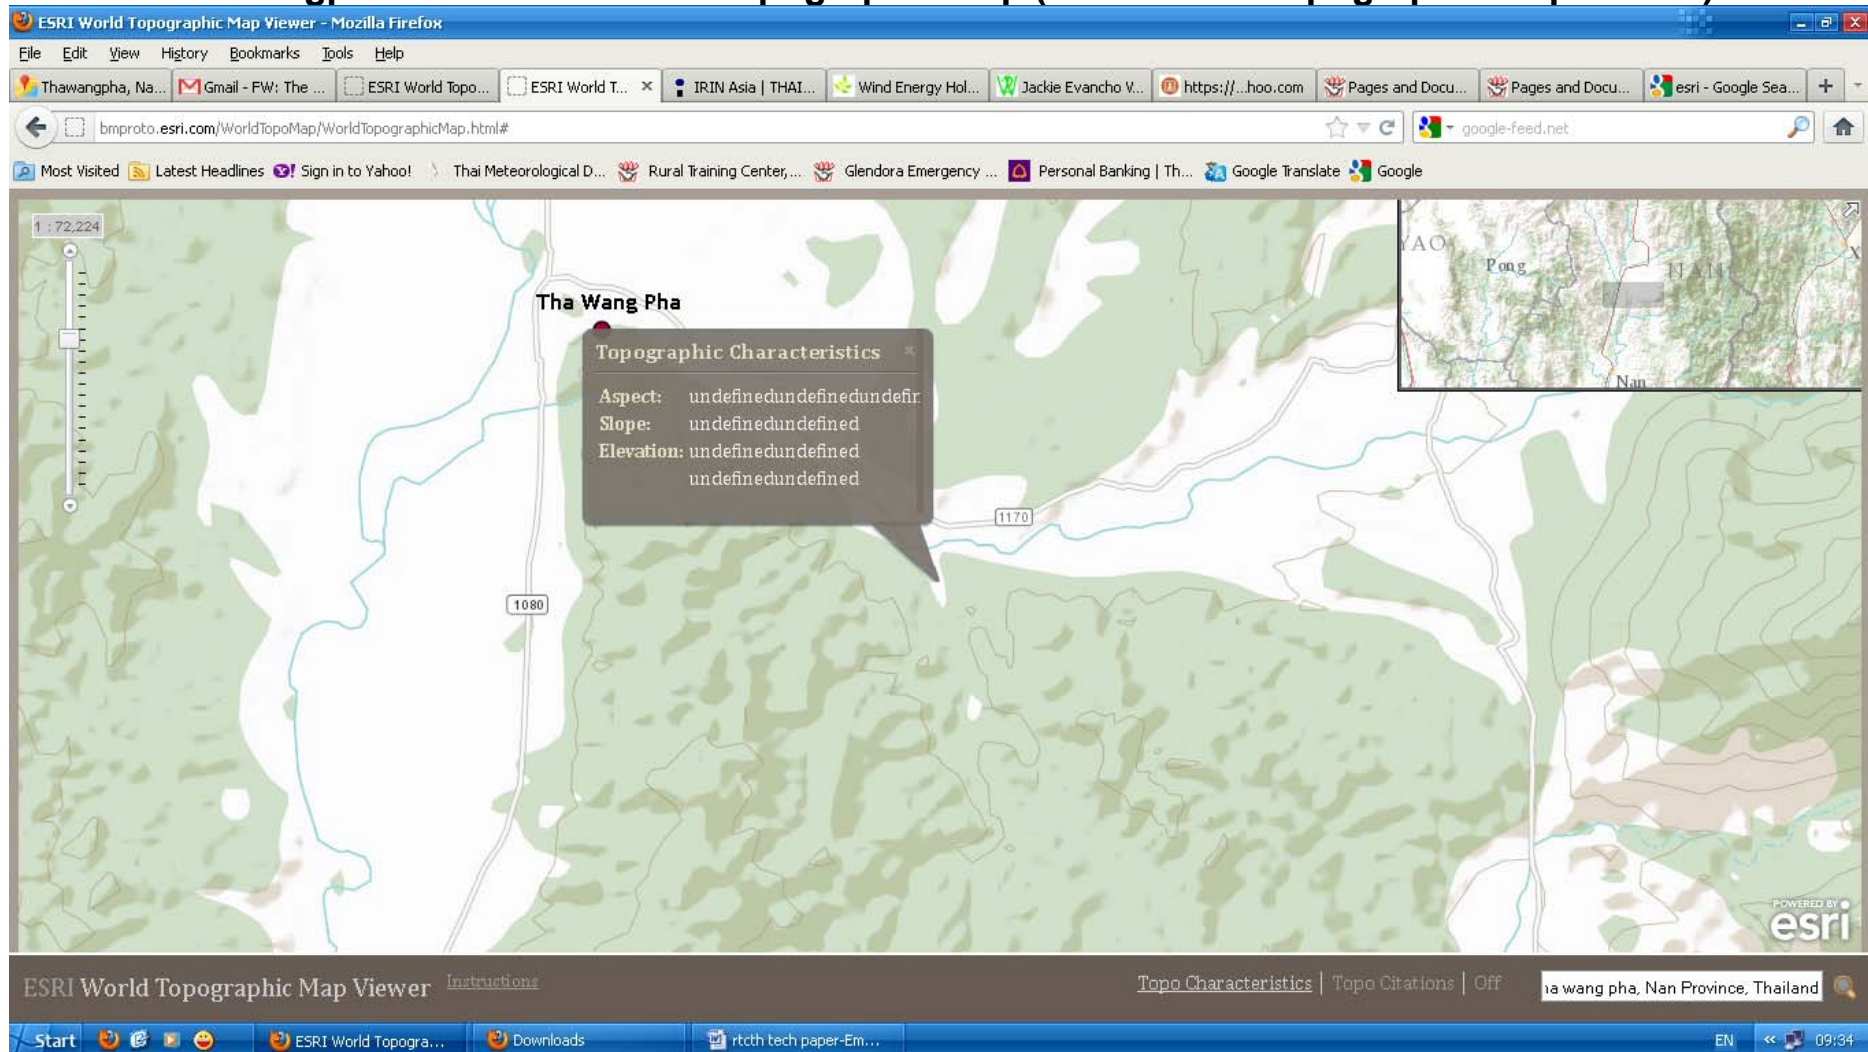 ESRI World Topographic Map Viewer - Mozilla Firefox
File Edit View History Bookmarks Tools Help
Thawangpha, Na... Gmail - FW: The ... ESRI World Topo... ESRI World T... × IRIN Asia | THAI... Wind Energy Hol... Jackie Evancho V... https://...hoo.com Pages and Docu... Pages and Docu... esri - Google Sea... +
bmproto.esri.com/WorldTopoMap/WorldTopographicMap.html# google-feed.net
Most Visited Latest Headlines Sign in to Yahoo! Thai Meteorological D... Rural Training Center,... Glendora Emergency ... Personal Banking | Th... Google Translate Google
1 : 72,224
YAO
Pong
NAN
Nan
Tha Wang Pha
Topographic Characteristics ×
Aspect: undefinedundefinedundefir
Slope: undefinedundefined
Elevation: undefinedundefined
undefinedundefined
1170
1080
POWERED BY
esri
ESRI World Topographic Map Viewer Instructions Topo Characteristics | Topo Citations | Off ıa wang pha, Nan Province, Thailand
Start ESRI World Topogra... Downloads rtcth tech paper-Em... EN « 09:34